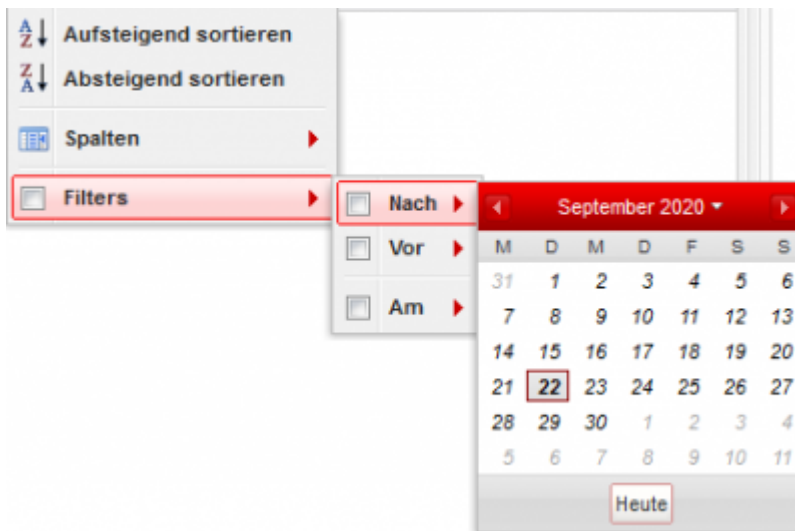 Aufsteigend sortieren
Absteigend sortieren
Spalten
Filters
Nach
Vor
Am
September 2020
M D M D F S S
31 1 2 3 4 5 6
7 8 9 10 11 12 13
14 15 16 17 18 19 20
21 22 23 24 25 26 27
28 29 30 1 2 3 4
5 6 7 8 9 10 11
Heute